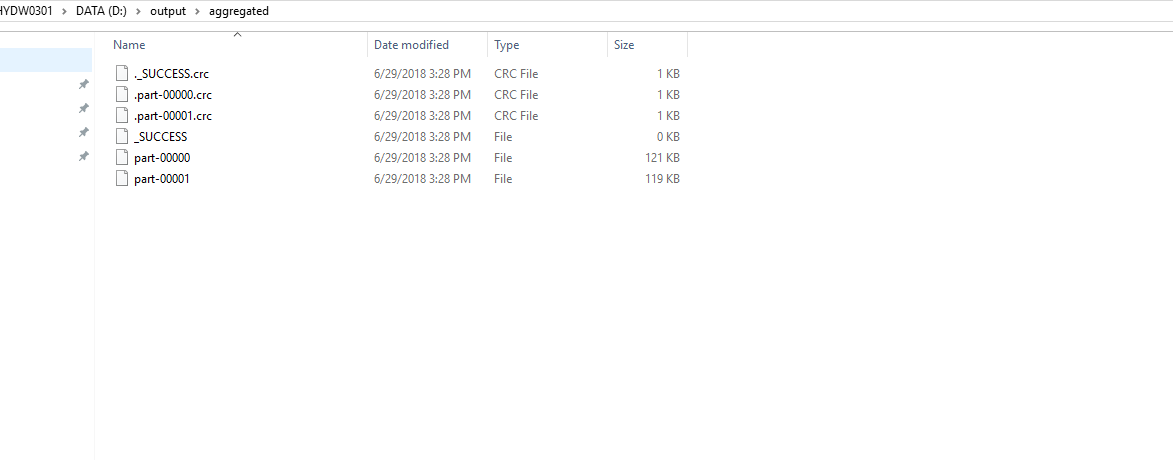 HYDW0301 > DATA (D:) > output > aggregated
Name Date modified Type Size
._SUCCESS.crc 6/29/2018 3:28 PM CRC File 1 KB
.part-00000.crc 6/29/2018 3:28 PM CRC File 1 KB
.part-00001.crc 6/29/2018 3:28 PM CRC File 1 KB
_SUCCESS 6/29/2018 3:28 PM File 0 KB
part-00000 6/29/2018 3:28 PM File 121 KB
part-00001 6/29/2018 3:28 PM File 119 KB